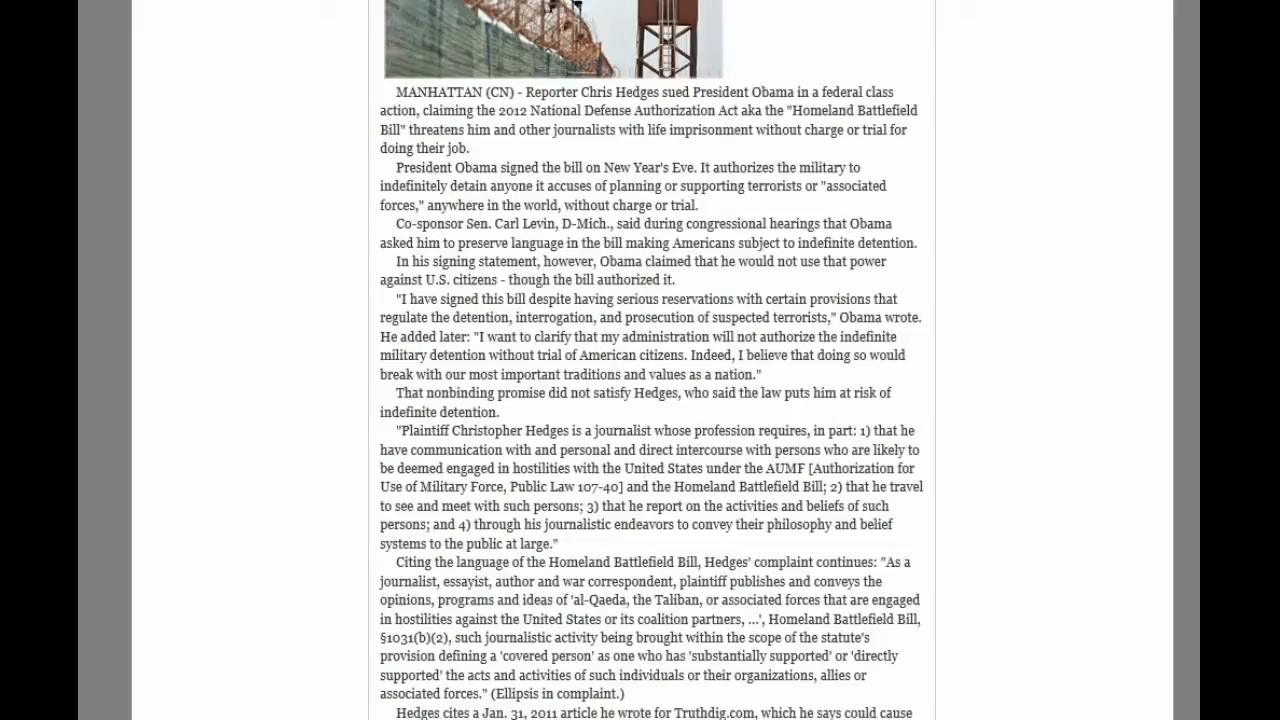 MANHATTAN (CN) - Reporter Chris Hedges sued President Obama in a federal class
action, claiming the 2012 National Defense Authorization Act aka the "Homeland Battlefield
Bill" threatens him and other journalists with life imprisonment without charge or trial for
doing their job.
President Obama signed the bill on New Year's Eve. It authorizes the military to
indefinitely detain anyone it accuses of planning or supporting terrorists or "associated
forces," anywhere in the world, without charge or trial.
Co-sponsor Sen. Carl Levin, D-Mich., said during congressional hearings that Obama
asked him to preserve language in the bill making Americans subject to indefinite detention.
In his signing statement, however, Obama claimed that he would not use that power
against U.S. citizens - though the bill authorized it.
"I have signed this bill despite having serious reservations with certain provisions that
regulate the detention, interrogation, and prosecution of suspected terrorists," Obama wrote.
He added later: "I want to clarify that my administration will not authorize the indefinite
military detention without trial of American citizens. Indeed, I believe that doing so would
break with our most important traditions and values as a nation."
That nonbinding promise did not satisfy Hedges, who said the law puts him at risk of
indefinite detention.
"Plaintiff Christopher Hedges is a journalist whose profession requires, in part: 1) that he
have communication with and personal and direct intercourse with persons who are likely to
be deemed engaged in hostilities with the United States under the AUMF [Authorization for
Use of Military Force, Public Law 107-40] and the Homeland Battlefield Bill; 2) that he travel
to see and meet with such persons; 3) that he report on the activities and beliefs of such
persons; and 4) through his journalistic endeavors to convey their philosophy and belief
systems to the public at large."
Citing the language of the Homeland Battlefield Bill, Hedges' complaint continues: "As a
journalist, essayist, author and war correspondent, plaintiff publishes and conveys the
opinions, programs and ideas of 'al-Qaeda, the Taliban, or associated forces that are engaged
in hostilities against the United States or its coalition partners, ...', Homeland Battlefield Bill,
§1031(b)(2), such journalistic activity being brought within the scope of the statute's
provision defining a 'covered person' as one who has 'substantially supported' or 'directly
supported' the acts and activities of such individuals or their organizations, allies or
associated forces." (Ellipsis in complaint.)
Hedges cites a Jan. 31, 2011 article he wrote for Truthdig.com, which he says could cause